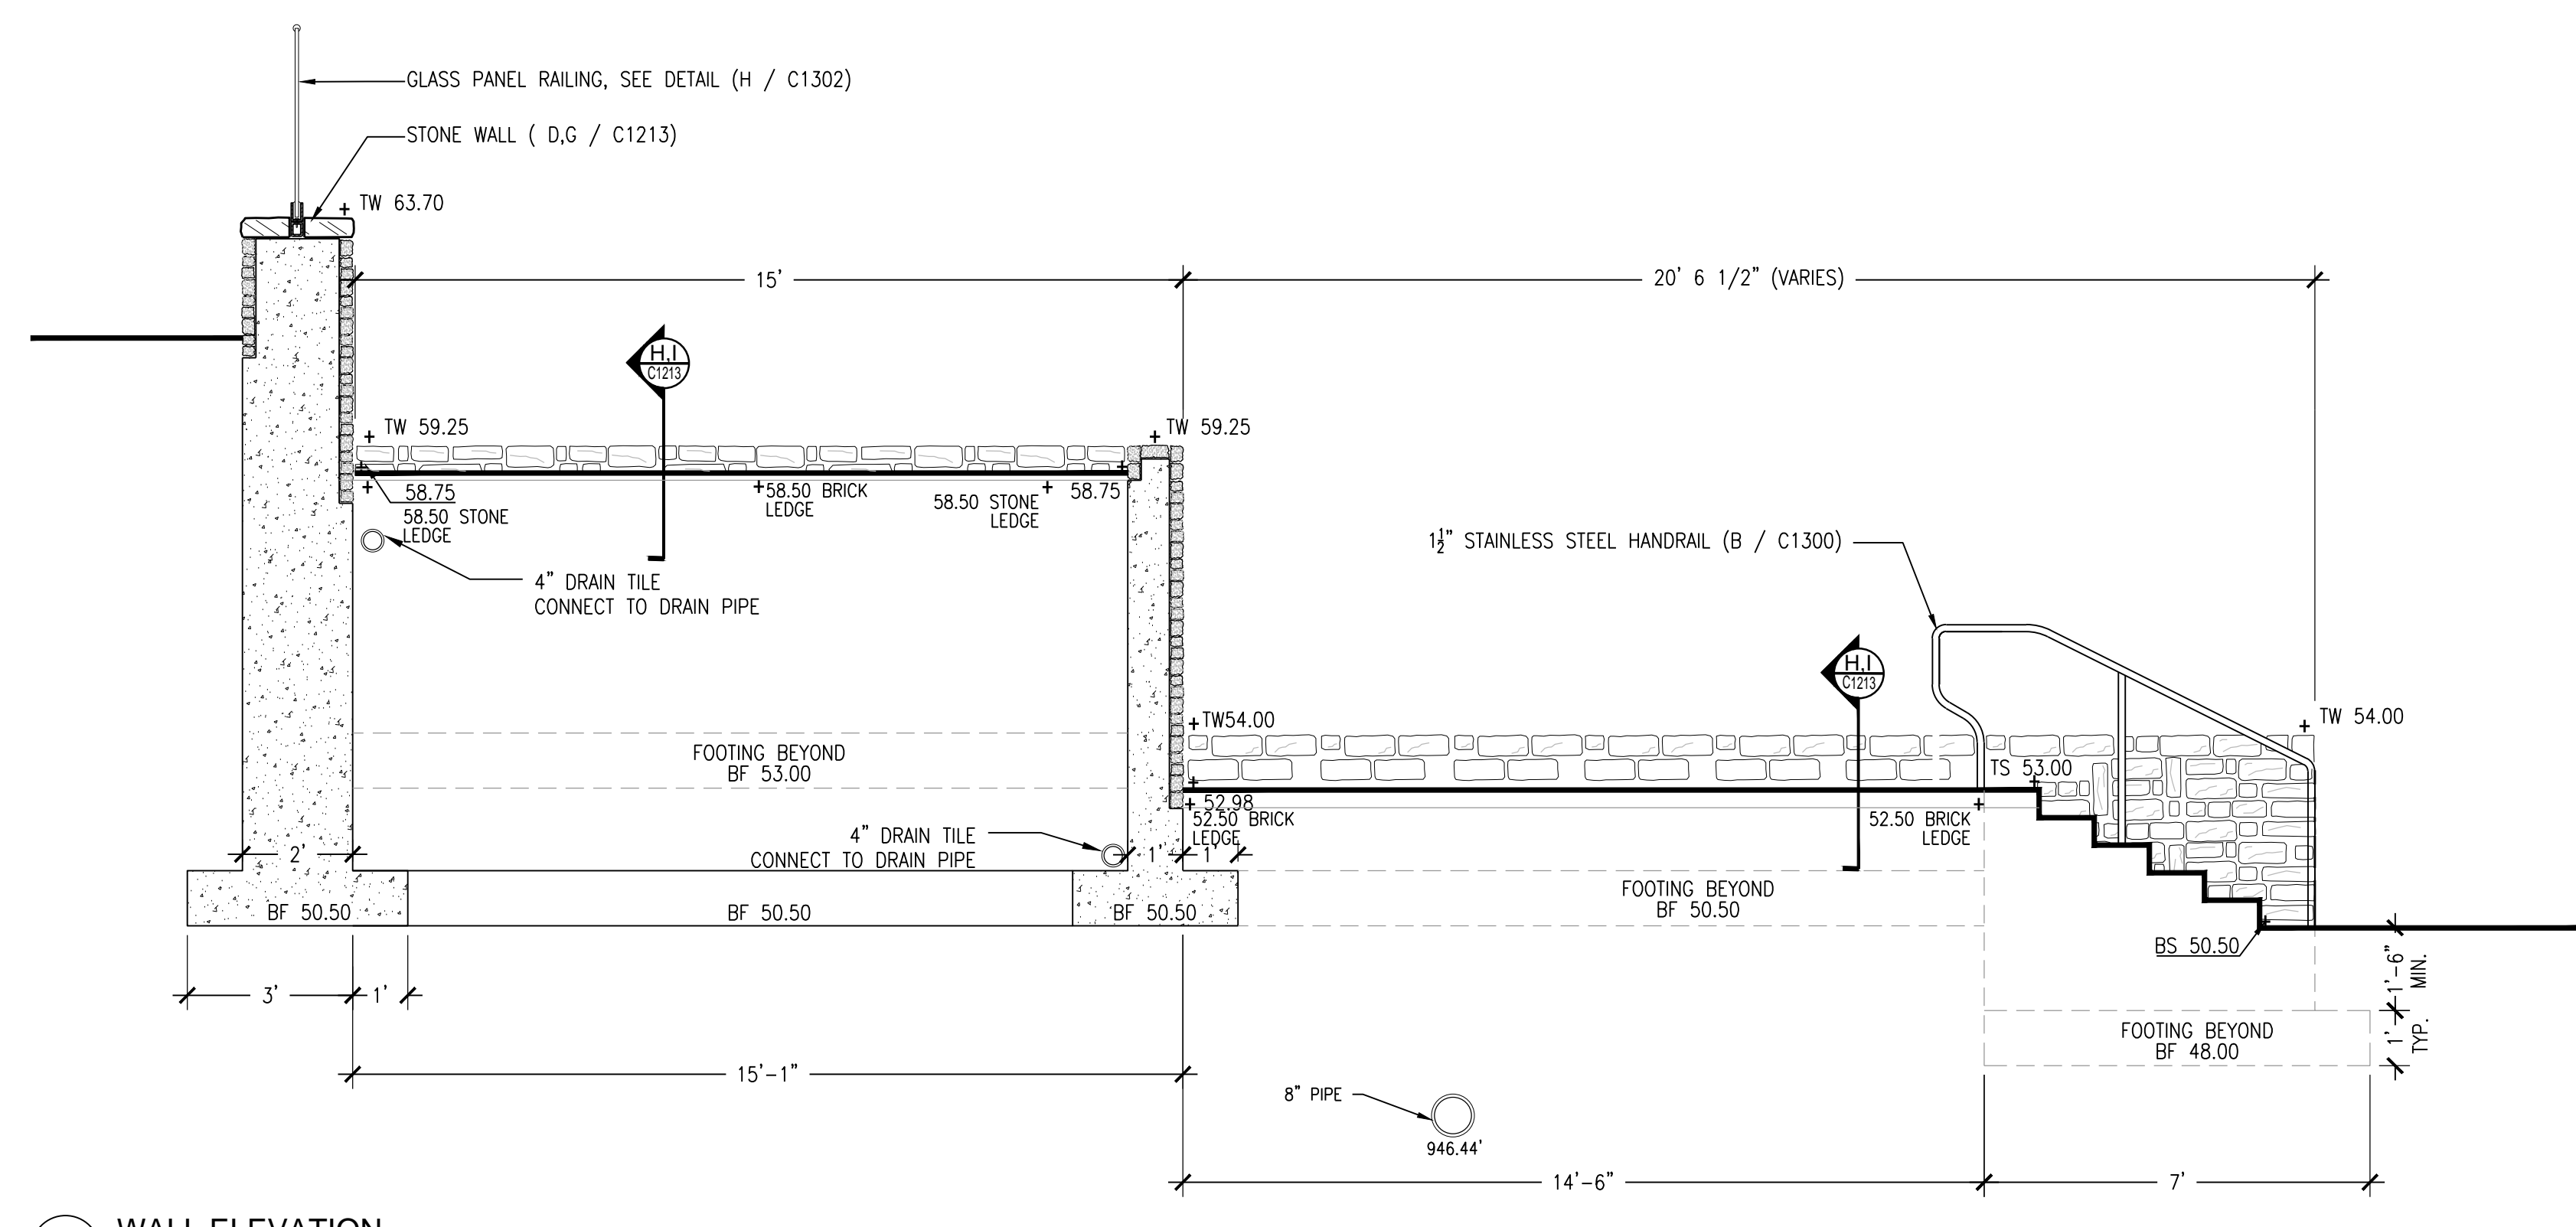 GLASS PANEL RAILING, SEE DETAIL (H / C1302)
STONE WALL ( D,G / C1213)
TW 63.70
15'
20' 6 1/2" (VARIES)
H,I
C1213
TW 59.25
TW 59.25
58.75
58.50 STONE
LEDGE
58.50 BRICK
LEDGE
58.50 STONE
LEDGE
58.75
4" DRAIN TILE
CONNECT TO DRAIN PIPE
1½" STAINLESS STEEL HANDRAIL (B / C1300)
H,I
C1213
TW54.00
TW 54.00
FOOTING BEYOND
BF 53.00
TS 53.00
52.98
52.50 BRICK
LEDGE
52.50 BRICK
LEDGE
4" DRAIN TILE
CONNECT TO DRAIN PIPE
2'
1'
1'
FOOTING BEYOND
BF 50.50
BF 50.50
BF 50.50
BF 50.50
BS 50.50
1'-6"
MIN.
3'
1'
FOOTING BEYOND
BF 48.00
1'-
TYP.
15'-1"
8" PIPE
946.44'
14'-6"
7'
WALL ELEVATION